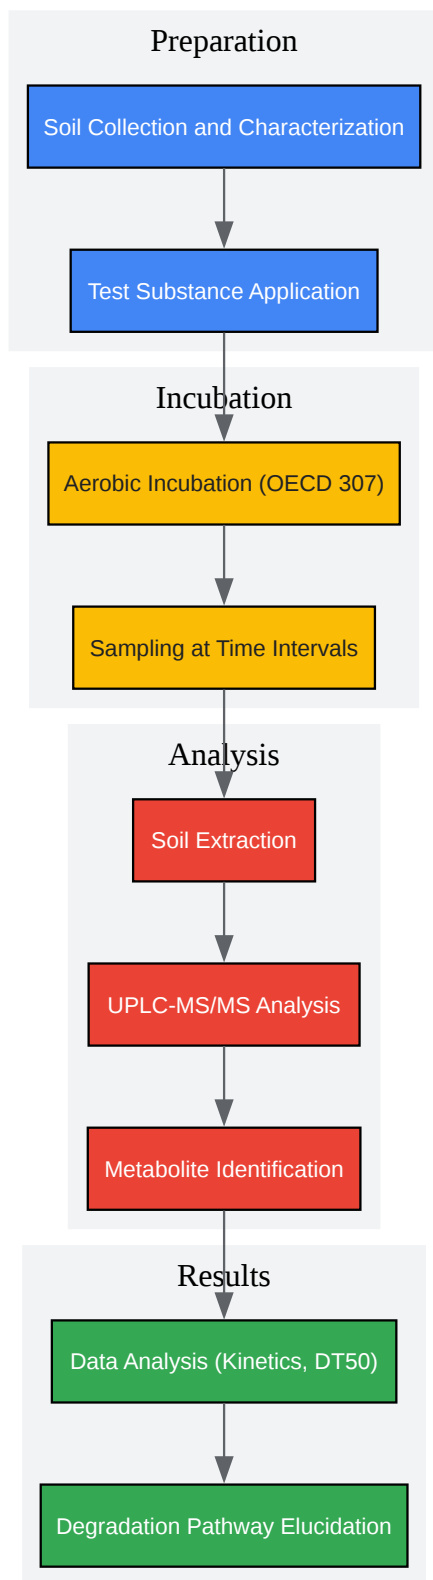 Preparation
Soil Collection and Characterization
Test Substance Application
Incubation
Aerobic Incubation (OECD 307)
Sampling at Time Intervals
Analysis
Soil Extraction
UPLC-MS/MS Analysis
Metabolite Identification
Results
Data Analysis (Kinetics, DT50)
Degradation Pathway Elucidation